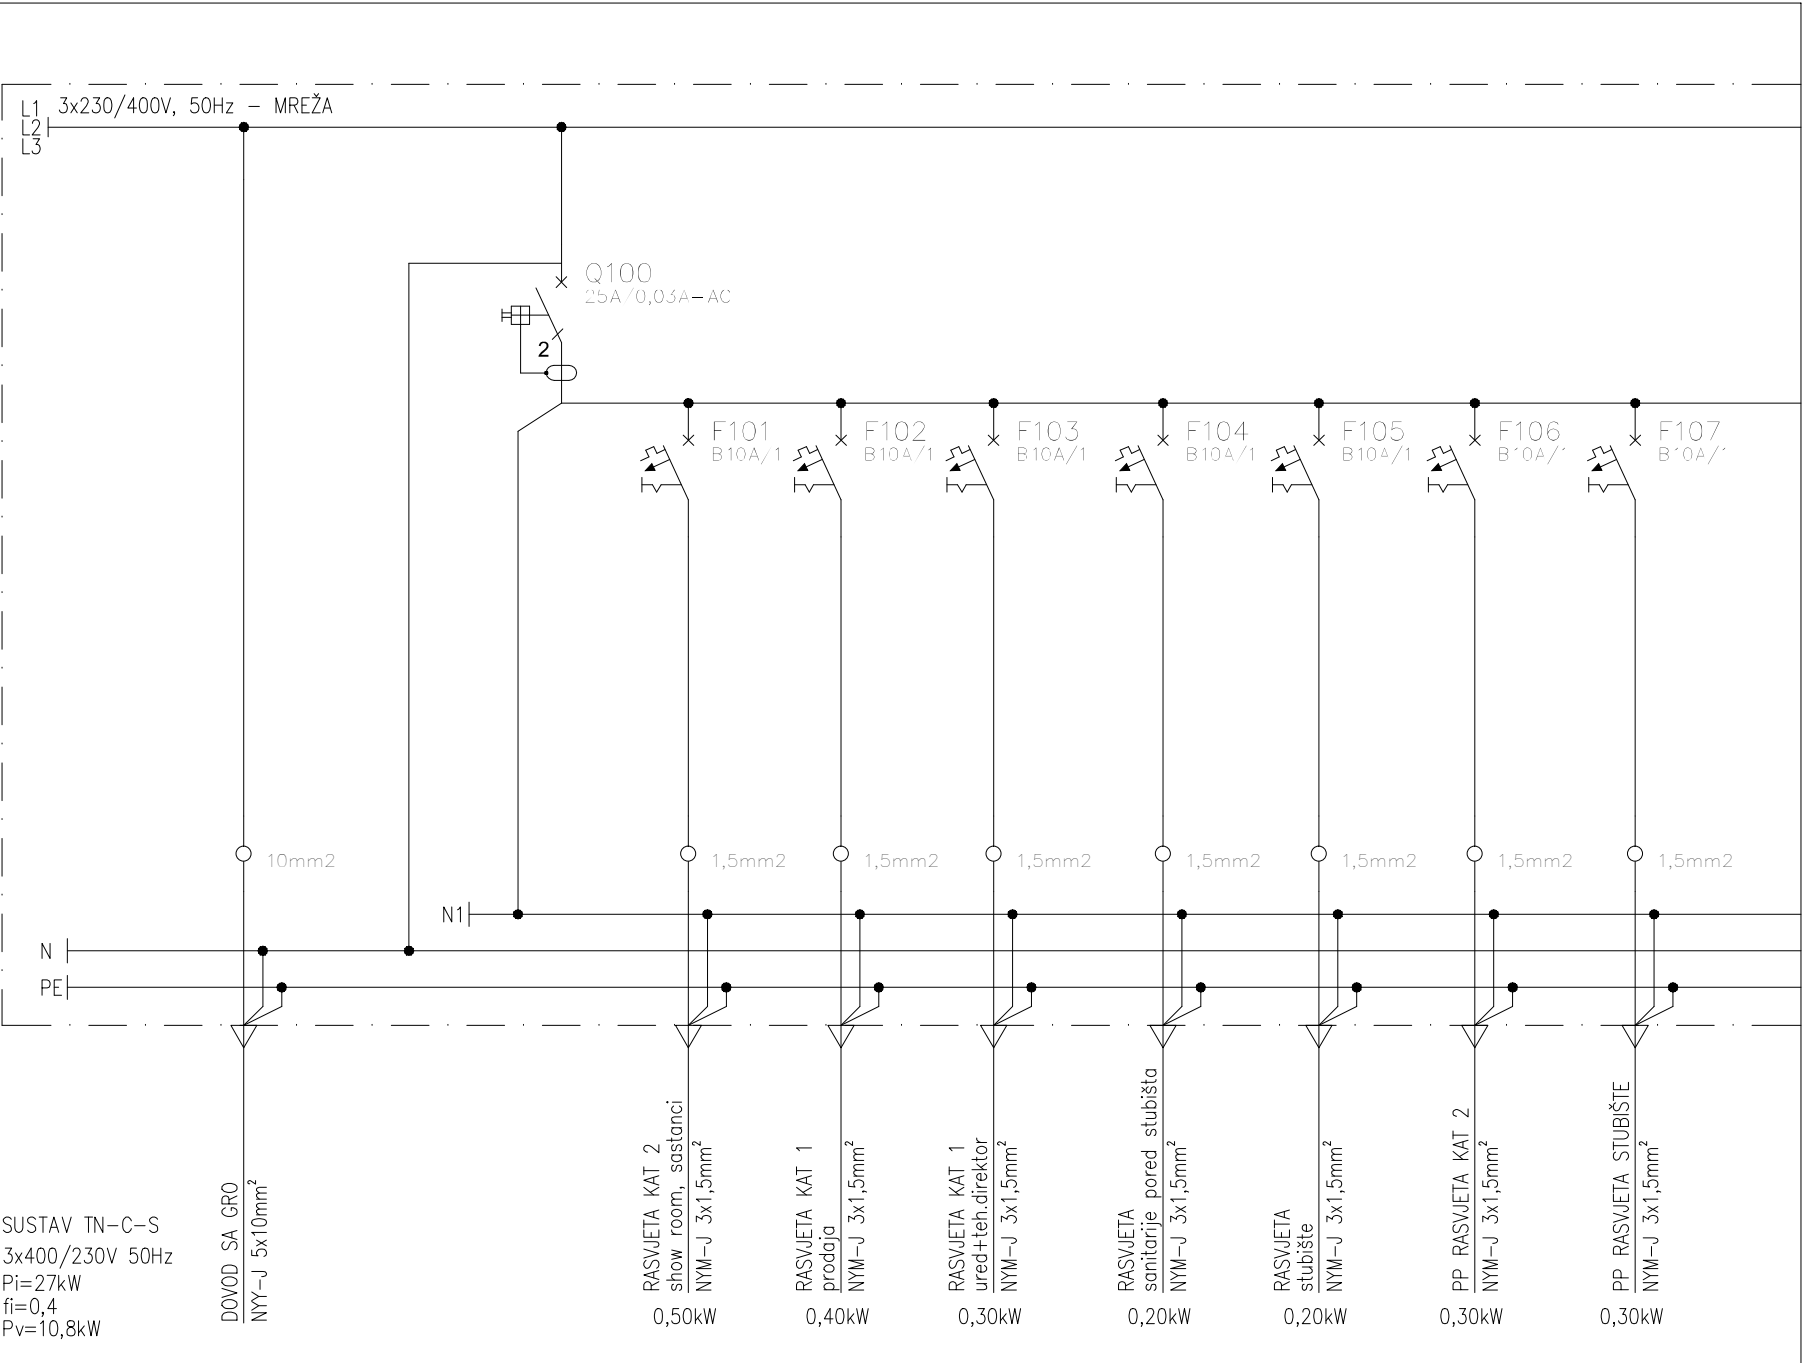 L1 3x230/400V, 50Hz – MREŽA
L2
L3
Q100
25A/0,03A–AC
2
F101
B10A/1
F102
B10A/1
F103
B10A/1
F104
B10A/1
F105
B10A/1
F106
B10A/1
F107
B10A/1
10mm2
1,5mm2
1,5mm2
1,5mm2
1,5mm2
1,5mm2
1,5mm2
1,5mm2
N1
N
PE
DOVOD SA GRO
NYY–J 5x10mm²
RASVJETA KAT 2
show room, sastanci
NYM–J 3x1,5mm²
RASVJETA KAT 1
prodaja
NYM–J 3x1,5mm²
RASVJETA KAT 1
ured+teh.direktor
NYM–J 3x1,5mm²
RASVJETA
sanitarije pored stubišta
NYM–J 3x1,5mm²
RASVJETA
stubište
NYM–J 3x1,5mm²
PP RASVJETA KAT 2
NYM–J 3x1,5mm²
PP RASVJETA STUBIŠTE
NYM–J 3x1,5mm²
SUSTAV TN–C–S
3x400/230V 50Hz
Pi=27kW
fi=0,4
Pv=10,8kW
0,50kW
0,40kW
0,30kW
0,20kW
0,20kW
0,30kW
0,30kW